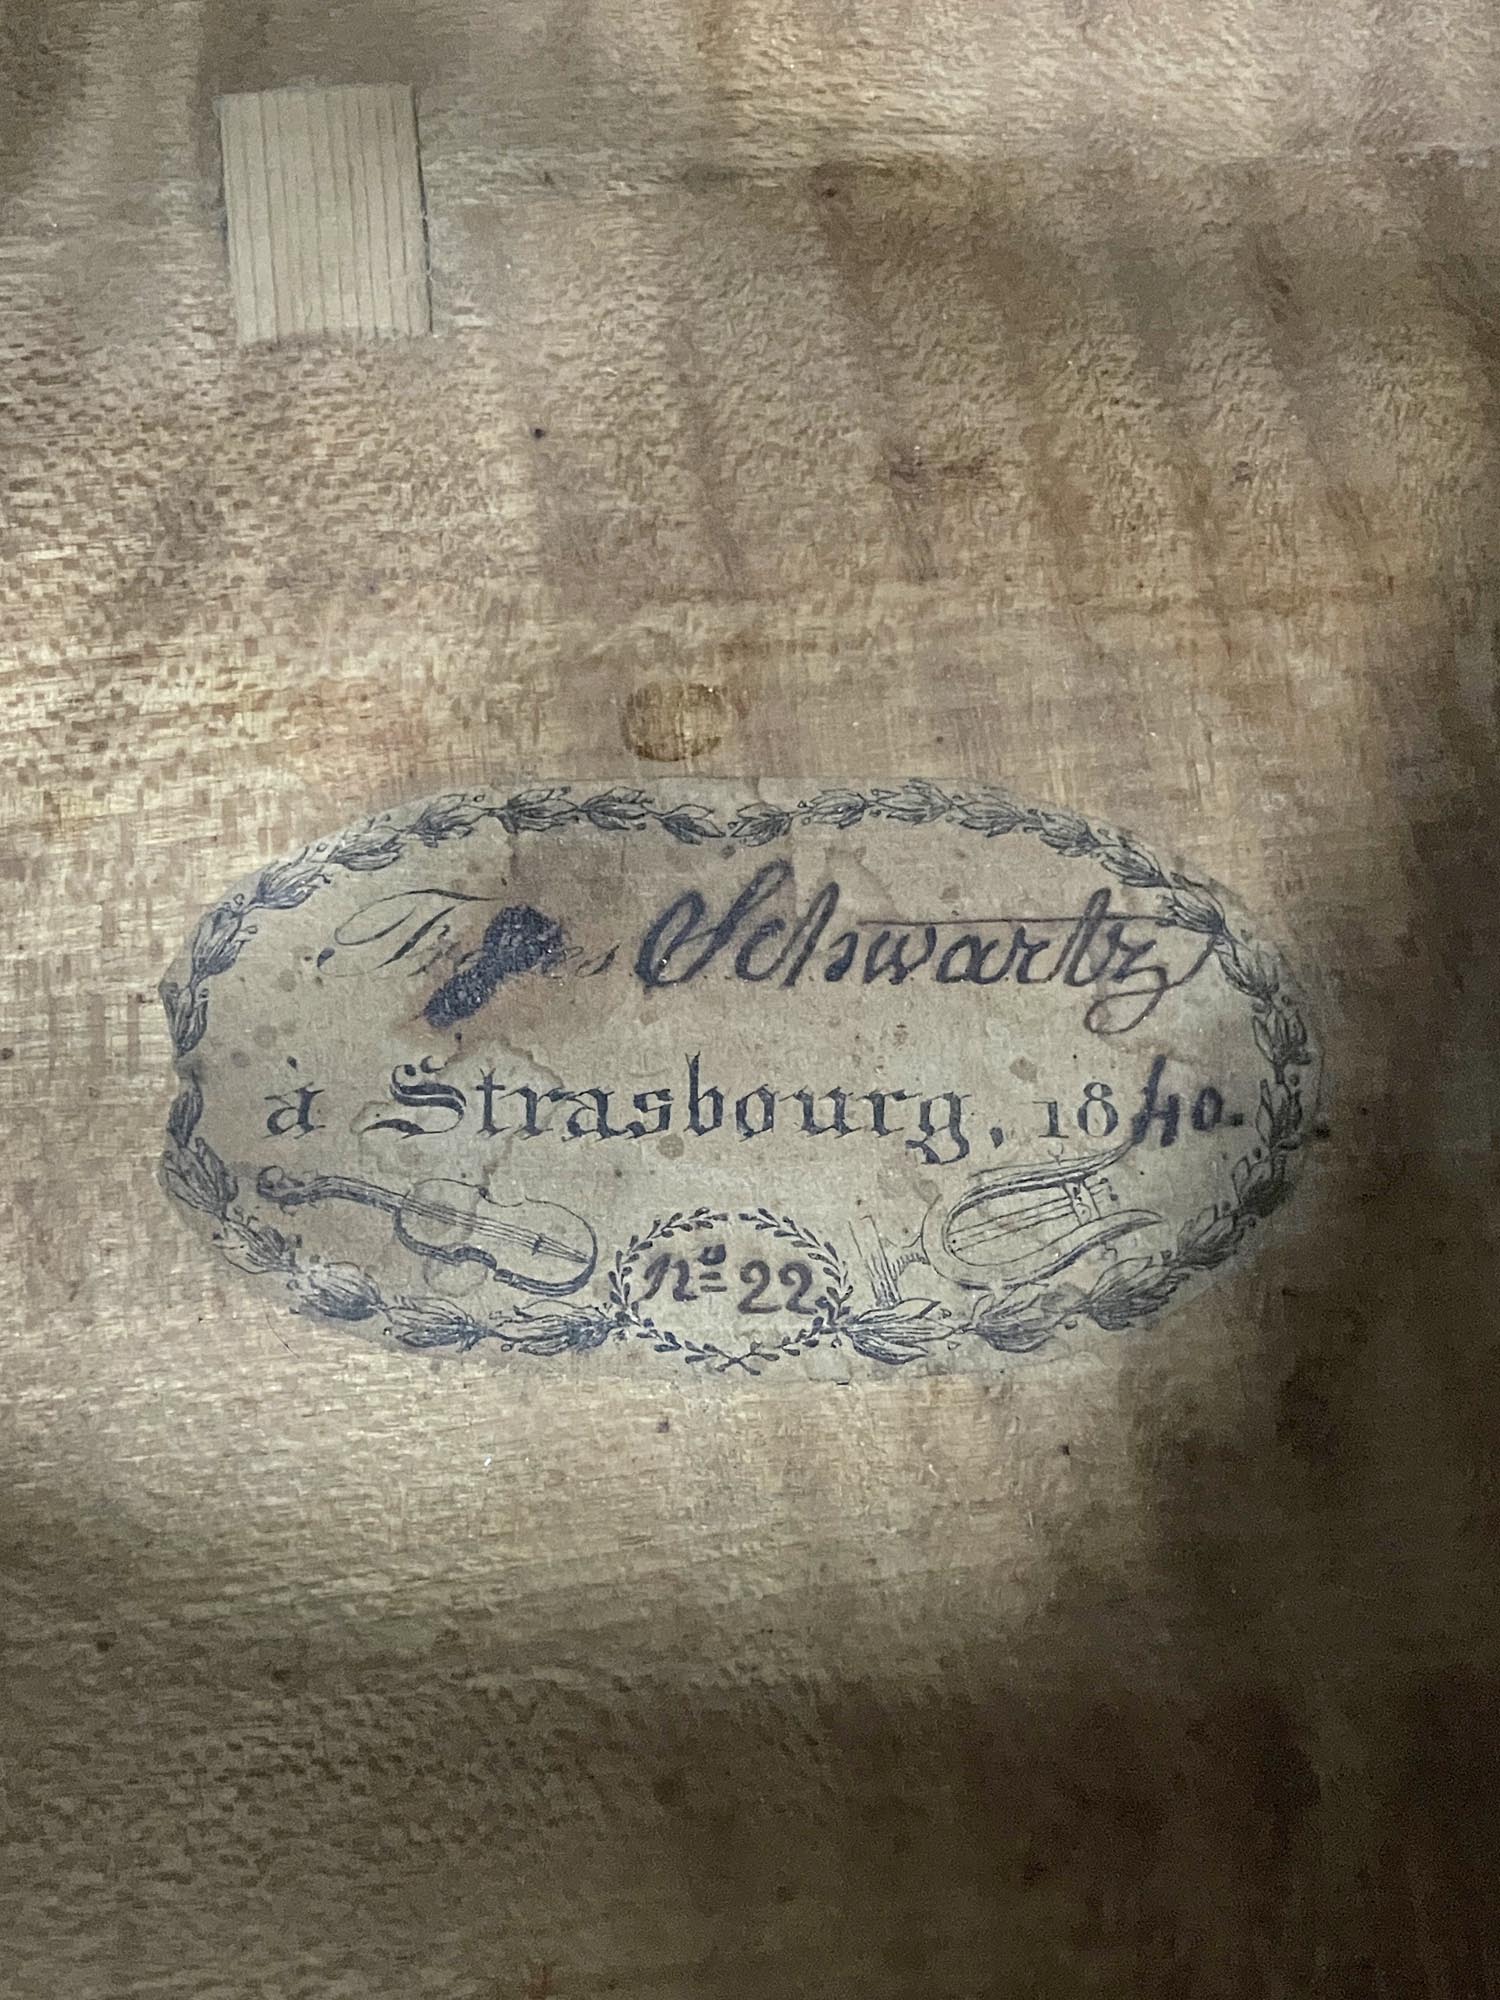 Schwartz
à Strasbourg, 1840.
nº 22